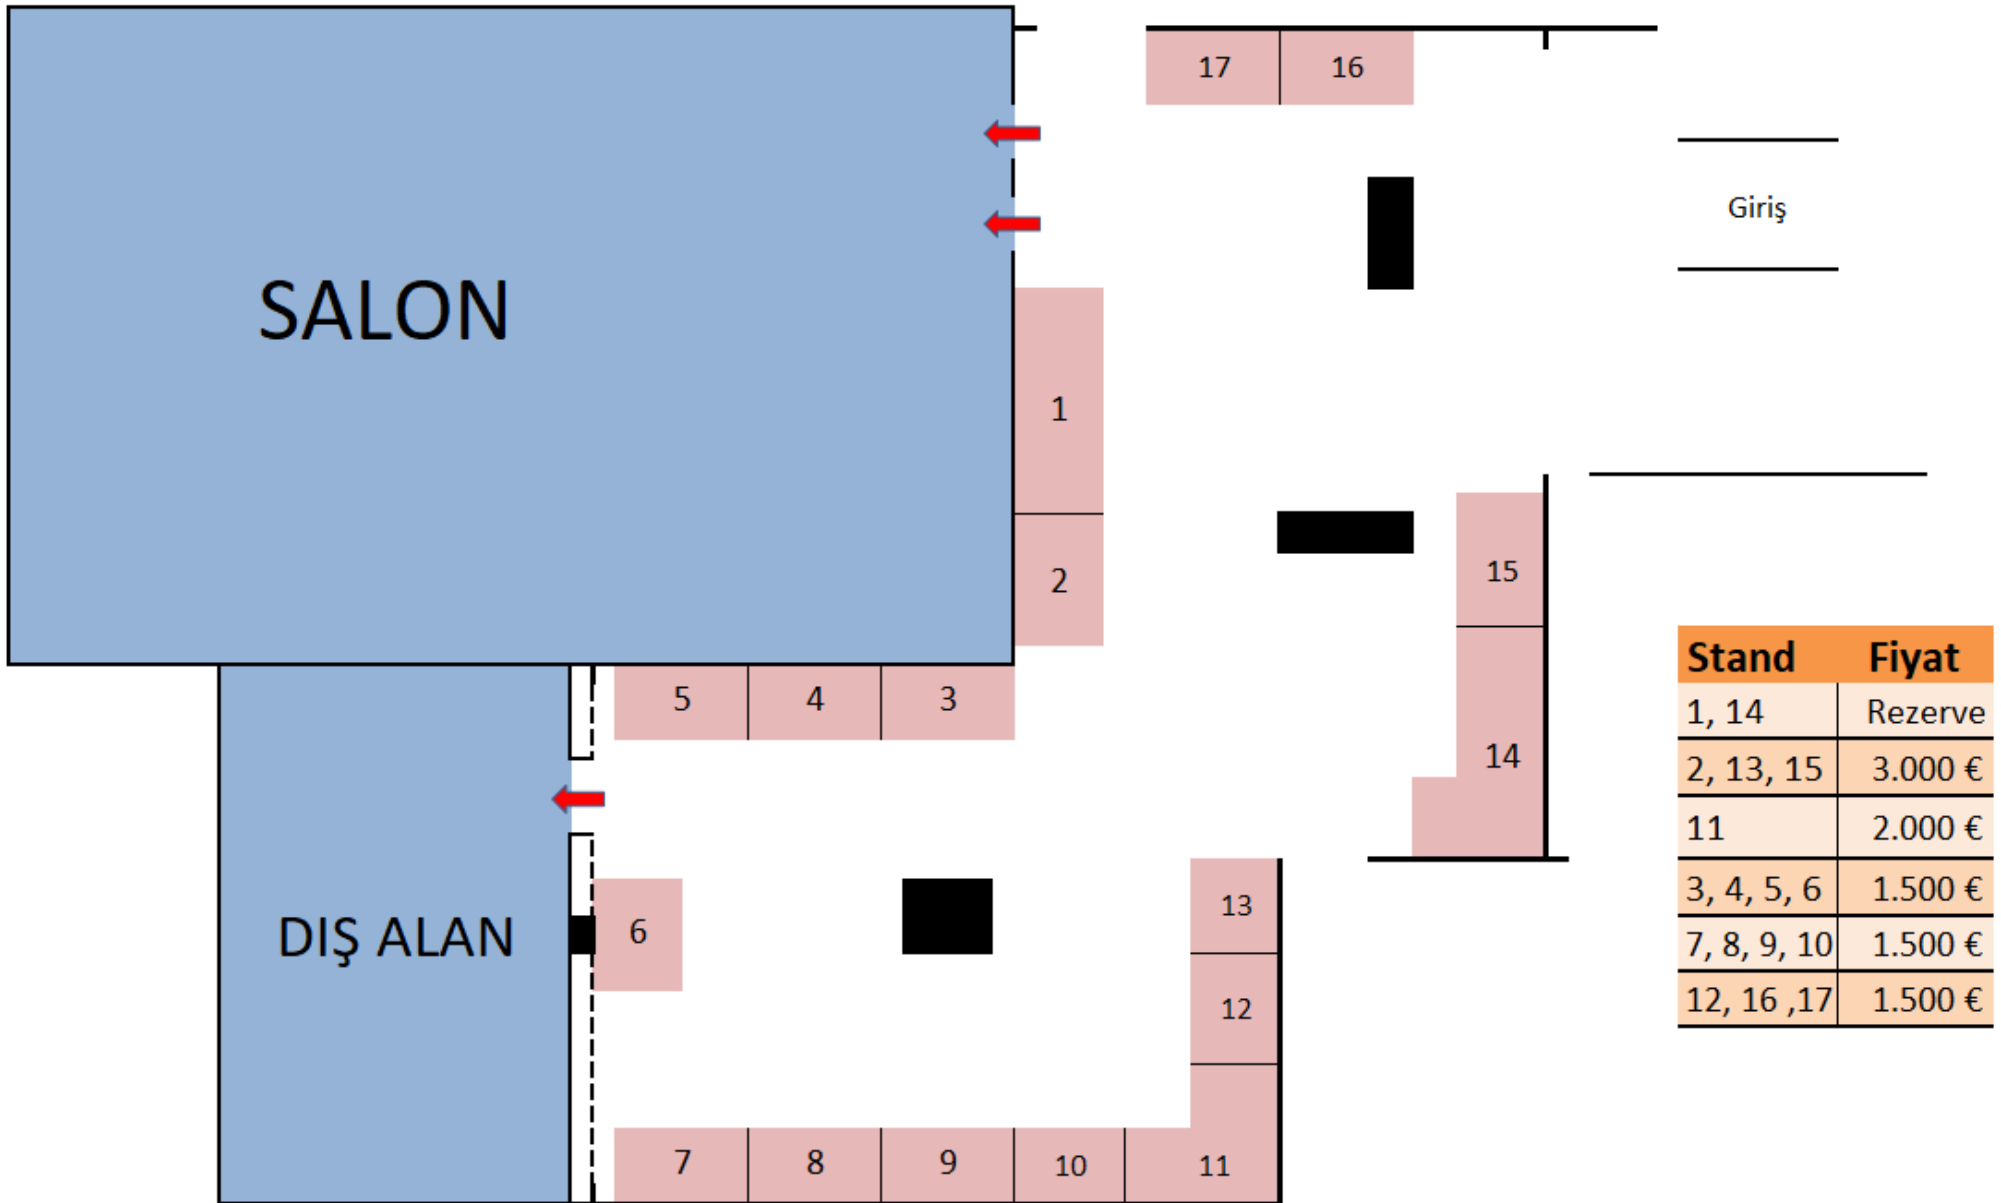 17 16
Giriş
SALON
1
2
15
5 4 3
14
DIŞ ALAN
6
13
12
7 8 9 10 11
Stand Fiyat
1, 14 Rezerve
2, 13, 15 3.000 €
11 2.000 €
3, 4, 5, 6 1.500 €
7, 8, 9, 10 1.500 €
12, 16 ,17 1.500 €